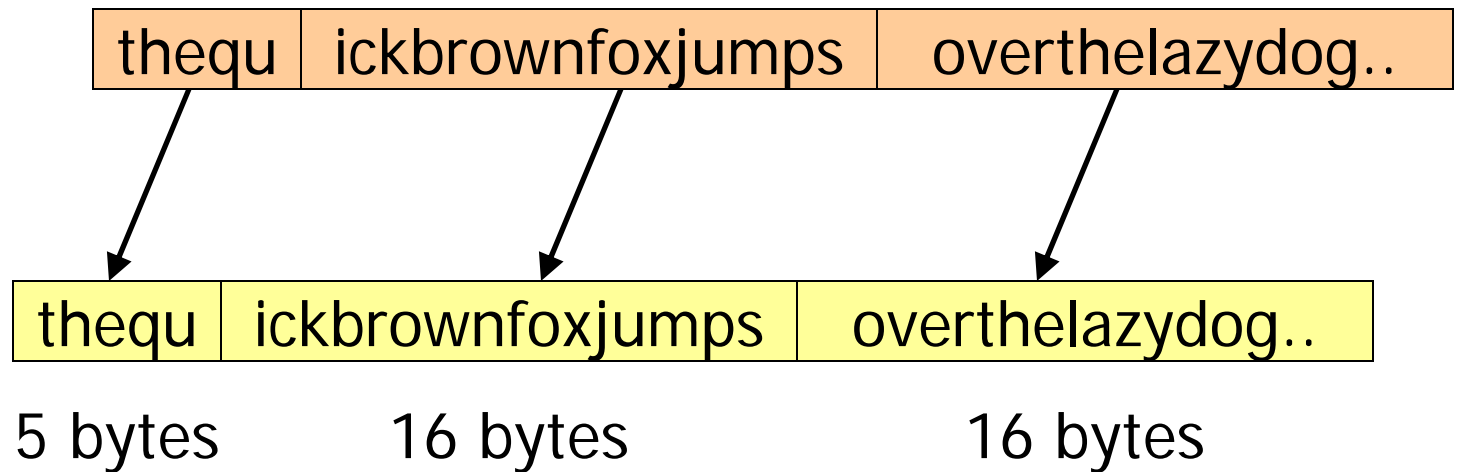 thequ ickbrownfoxjumps overthelazydog..
thequ ickbrownfoxjumps overthelazydog..
5 bytes 16 bytes 16 bytes